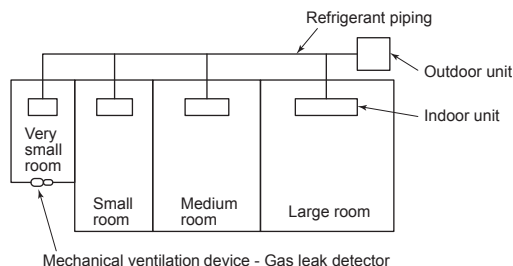 Refrigerant piping
Outdoor unit
Indoor unit
Very
small
room
Small
room
Medium
room
Large room
Mechanical ventilation device - Gas leak detector